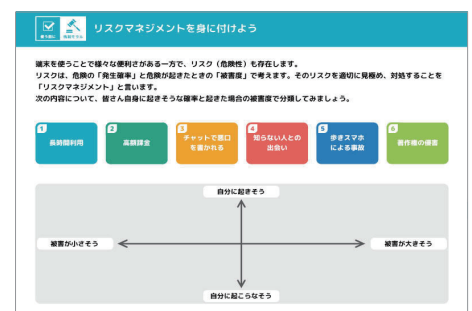 リスクマネジメントを身に付けよう
端末を使うことで様々な便利さがある一方で、リスク（危険性）も存在します。
リスクは、危険の「発生確率」と危険が起きたときの「被害度」で考えます。そのリスクを適切に見極め、対処することを
「リスクマネジメント」と言います。
次の内容について、皆さん自身に起きそうな確率と起きた場合の被害度で分類してみましょう。
1
長時間利用
2
高額課金
3
チャットで悪口
を書かれる
4
知らない人との
出会い
5
歩きスマホ
による事故
6
著作権の侵害
自分に起きそう
被害が小さそう
被害が大きそう
自分に起こらなそう